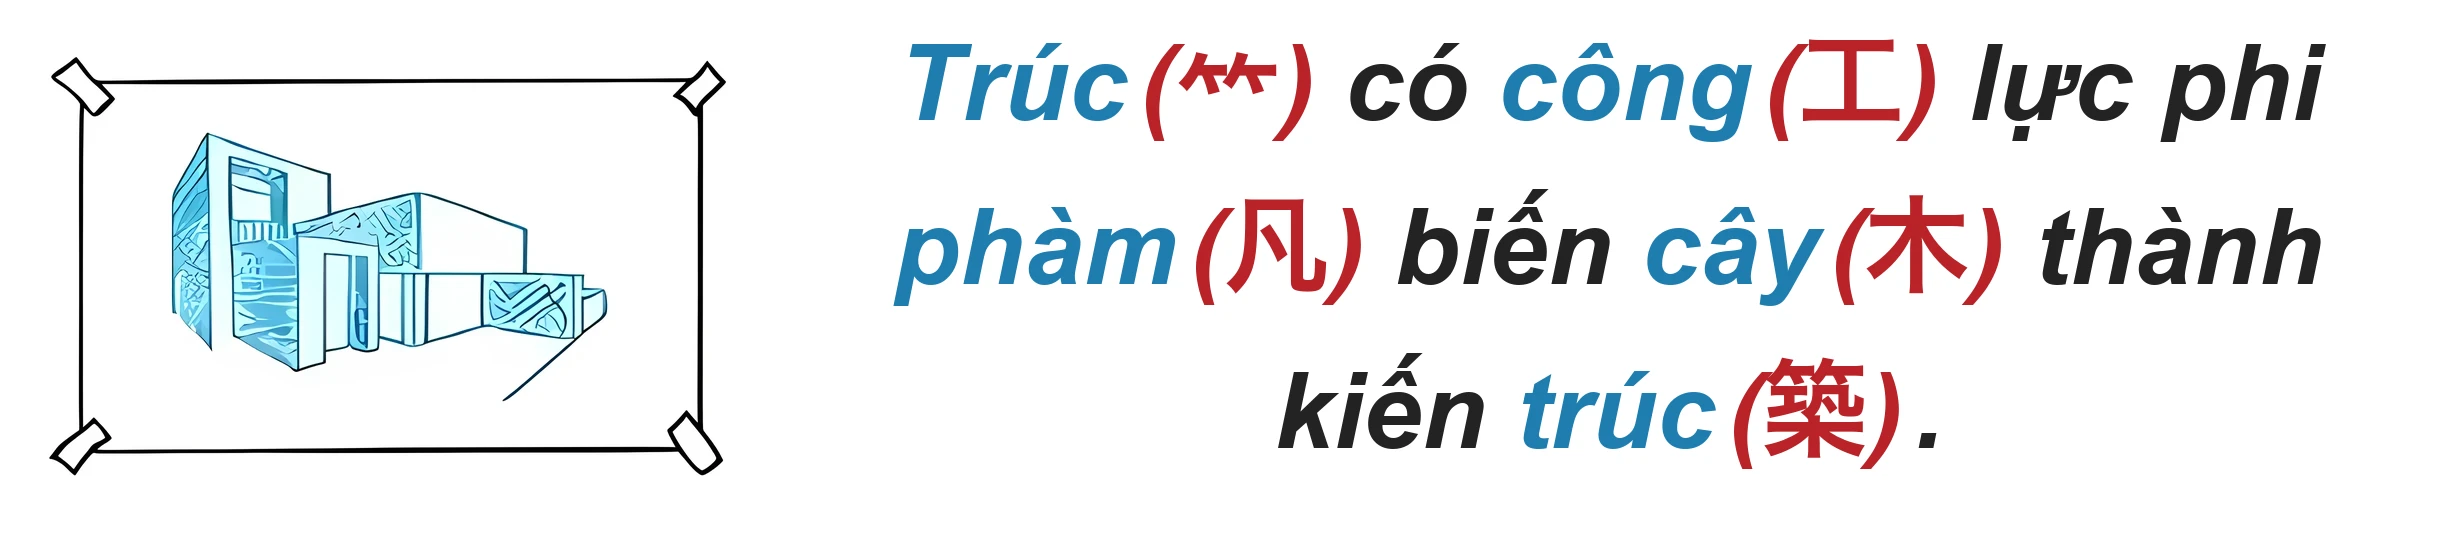 Trúc(⺮) có công(工) lực phi
phàm(凡) biến cây(木) thành
kiến trúc(築).